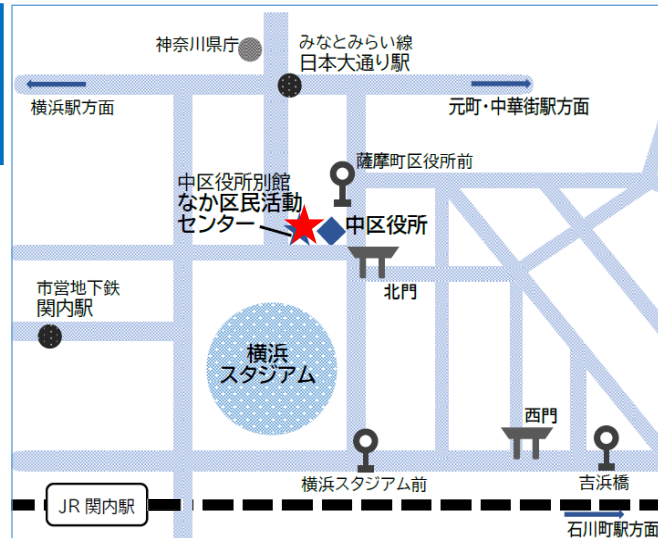 神奈川県庁
みなとみらい線
日本大通り駅
横浜駅方面
元町・中華街駅方面
薩摩町区役所前
中区役所別館
なか区民活動
センター
中区役所
北門
市営地下鉄
関内駅
横浜
スタジアム
西門
横浜スタジアム前
吉浜橋
JR 関内駅
石川町駅方面